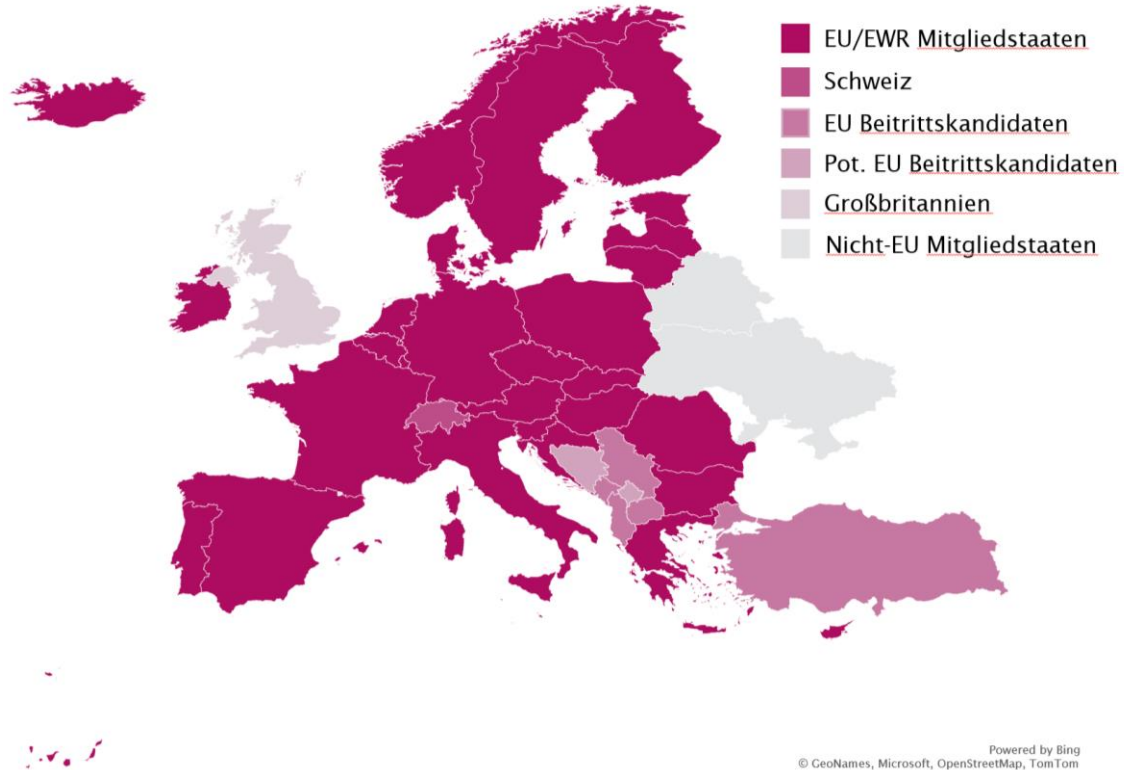 EU/EWR Mitgliedstaaten
Schweiz
EU Beitrittskandidaten
Pot. EU Beitrittskandidaten
Großbritannien
Nicht-EU Mitgliedstaaten
Powered by Bing
© GeoNames, Microsoft, OpenStreetMap, TomTom